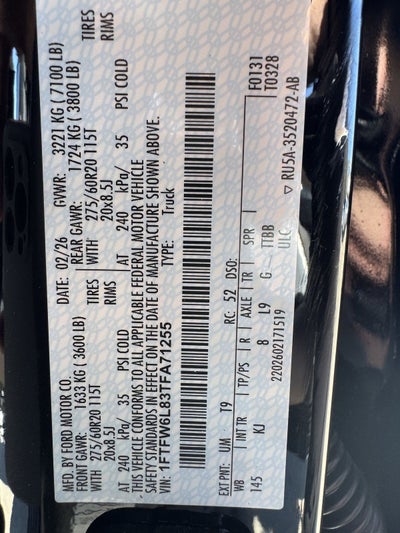 MFD. BY FORD MOTOR CO. DATE: 02/26 GVWR: 3221 KG ( 7100 LB)
FRONT GAWR: 1633 KG (3600 LB) REAR GAWR: 1724 KG ( 3800 LB)
WITH 275/60R20 115T TIRES WITH 275/60R20 115T TIRES
20x8.5J RIMS 20x8.5J RIMS
AT 240 kPa/ 35 PSI COLD AT 240 kPa/ 35 PSI COLD
THIS VEHICLE CONFORMS TO ALL APPLICABLE FEDERAL MOTOR VEHICLE
SAFETY STANDARDS IN EFFECT ON THE DATE OF MANUFACTURE SHOWN ABOVE.
VIN: 1FTFW6L83TFA71255 TYPE: Truck
F0131
T0328
EXT PNT: UM T9 RC: 52 DSO:
WB INT TR TP/PS R AXLE TR SPR
145 KJ 8 L9 G TTBB
ULC
2202602171519
▽ RU5A-3520472-AB